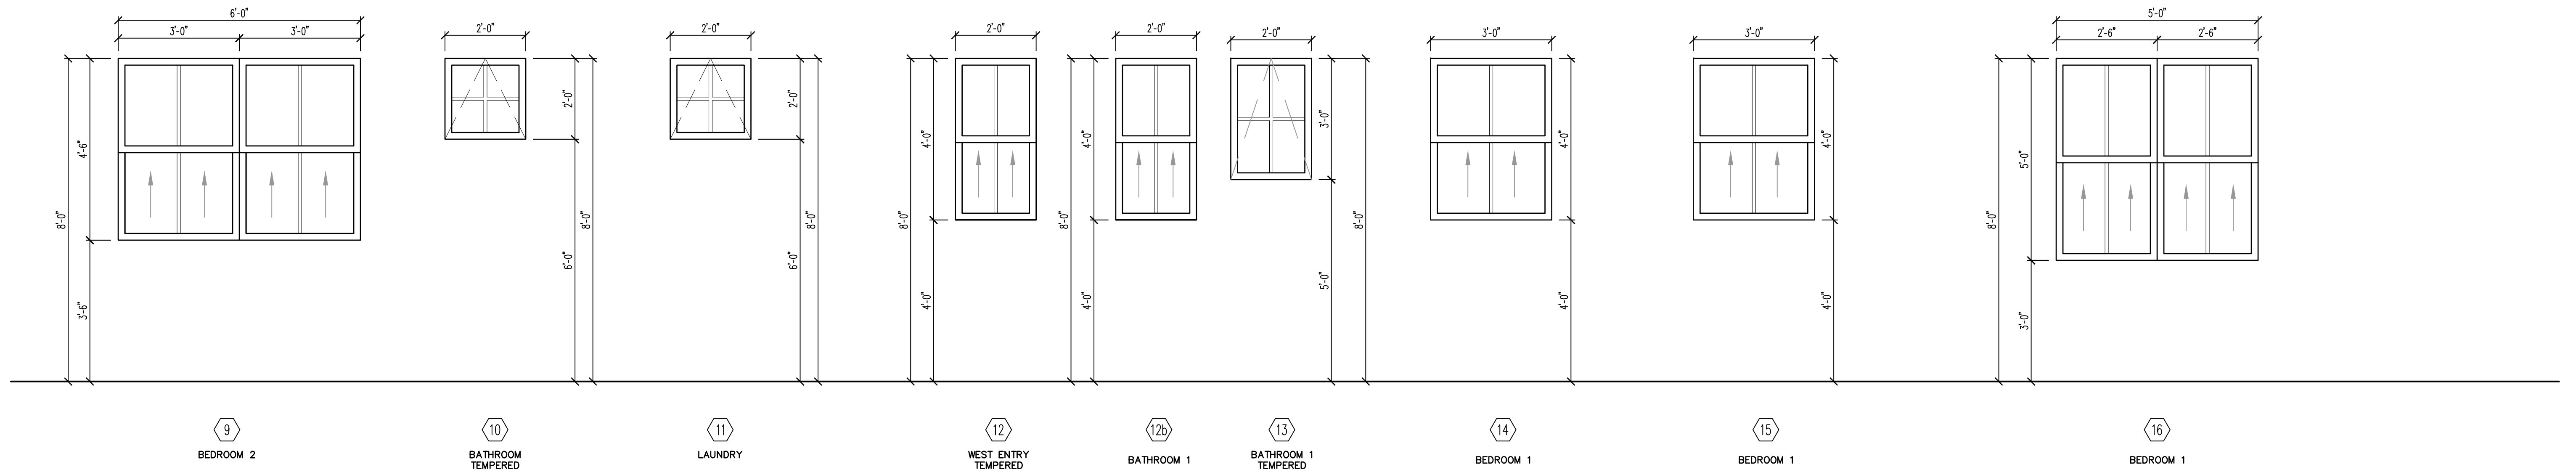 6'-0"
3'-0" 3'-0"
8'-0" 4'-6" 3'-6"
9
BEDROOM 2
2'-0"
2'-0" 6'-0" 8'-0"
10
BATHROOM
TEMPERED
2'-0"
2'-0" 6'-0" 8'-0"
11
LAUNDRY
2'-0"
8'-0" 4'-0" 4'-0"
12
WEST ENTRY
TEMPERED
2'-0"
8'-0" 4'-0" 4'-0"
12b
BATHROOM 1
2'-0"
3'-0" 5'-0" 8'-0"
13
BATHROOM 1
TEMPERED
3'-0"
4'-0" 4'-0"
14
BEDROOM 1
3'-0"
4'-0" 4'-0"
15
BEDROOM 1
5'-0"
2'-6" 2'-6"
8'-0" 5'-0" 3'-0"
16
BEDROOM 1